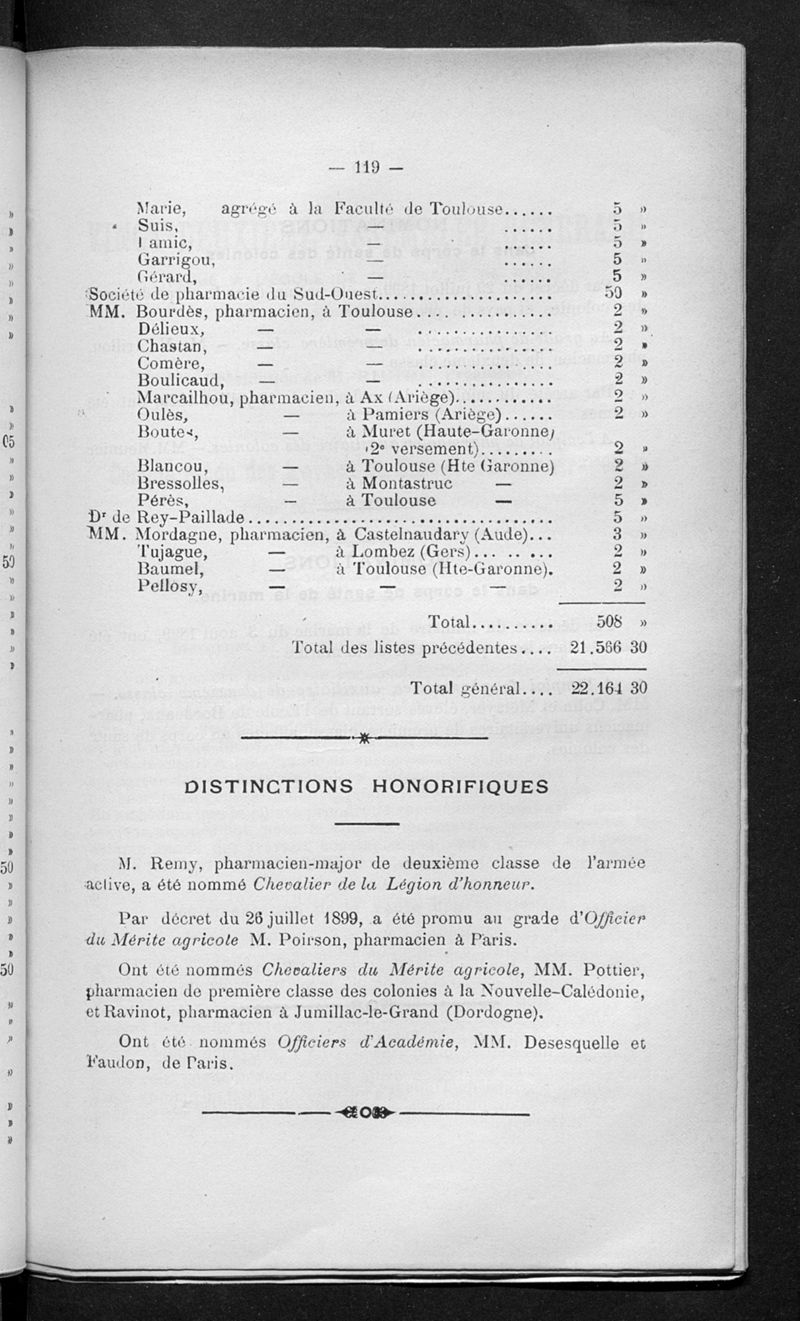 — 119 —
Marie, agrégé à la Faculté de Toulouse...... 5 »
Suis, — ...... 5 »
Lamic, — ...... 5 »
Garrigou, — ...... 5 »
Gérard, — ...... 5 »
Société de pharmacie du Sud-Ouest........................ 50 »
MM. Bourdès, pharmacien, à Toulouse................. 2 »
Délieux, — — ................ 2 »
Chastan, — — ................ 2 »
Comère, — — ................ 2 »
Boulicaud, — — ................ 2 »
Marcailhou, pharmacien, à Ax (Ariège)............ 2 »
Oulès, — à Pamiers (Ariège)...... 2 »
Boutes, — à Muret (Haute-Garonne)
(2e versement)......... 2 »
Blancou, — à Toulouse (Hte Garonne) 2 »
Bressolles, — à Montastruc — 2 »
Pérès, — à Toulouse — 5 »
Dr de Rey-Paillade........................................ 5 »
MM. Mordagne, pharmacien, à Castelnaudary (Aude)... 3 »
Tujague, — à Lombez (Gers)......... 2 »
Baumel, — à Toulouse (Hte-Garonne). 2 »
Pellosy, — — — 2 »
Total.......... 508 »
Total des listes précédentes.... 21.566 30
Total général.... 22.164 30
DISTINCTIONS HONORIFIQUES
M. Remy, pharmacien-major de deuxième classe de l'armée
active, a été nommé Chevalier de la Légion d'honneur.
Par décret du 26 juillet 1899, a été promu au grade d'Officier
du Mérite agricole M. Poirson, pharmacien à Paris.
Ont été nommés Chevaliers du Mérite agricole, MM. Pottier,
pharmacien de première classe des colonies à la Nouvelle-Calédonie,
et Ravinot, pharmacien à Jumillac-le-Grand (Dordogne).
Ont été nommés Officiers d'Académie, MM. Desesquelle et
Faudon, de Paris.